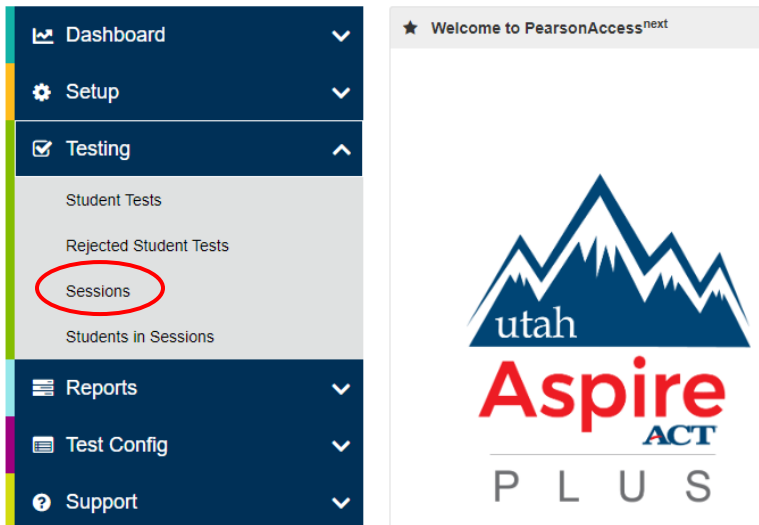 Dashboard
Setup
Testing
Student Tests
Rejected Student Tests
Sessions
Students in Sessions
Reports
Test Config
Support
Welcome to PearsonAccessnext
utah
Aspire
ACT
PLUS